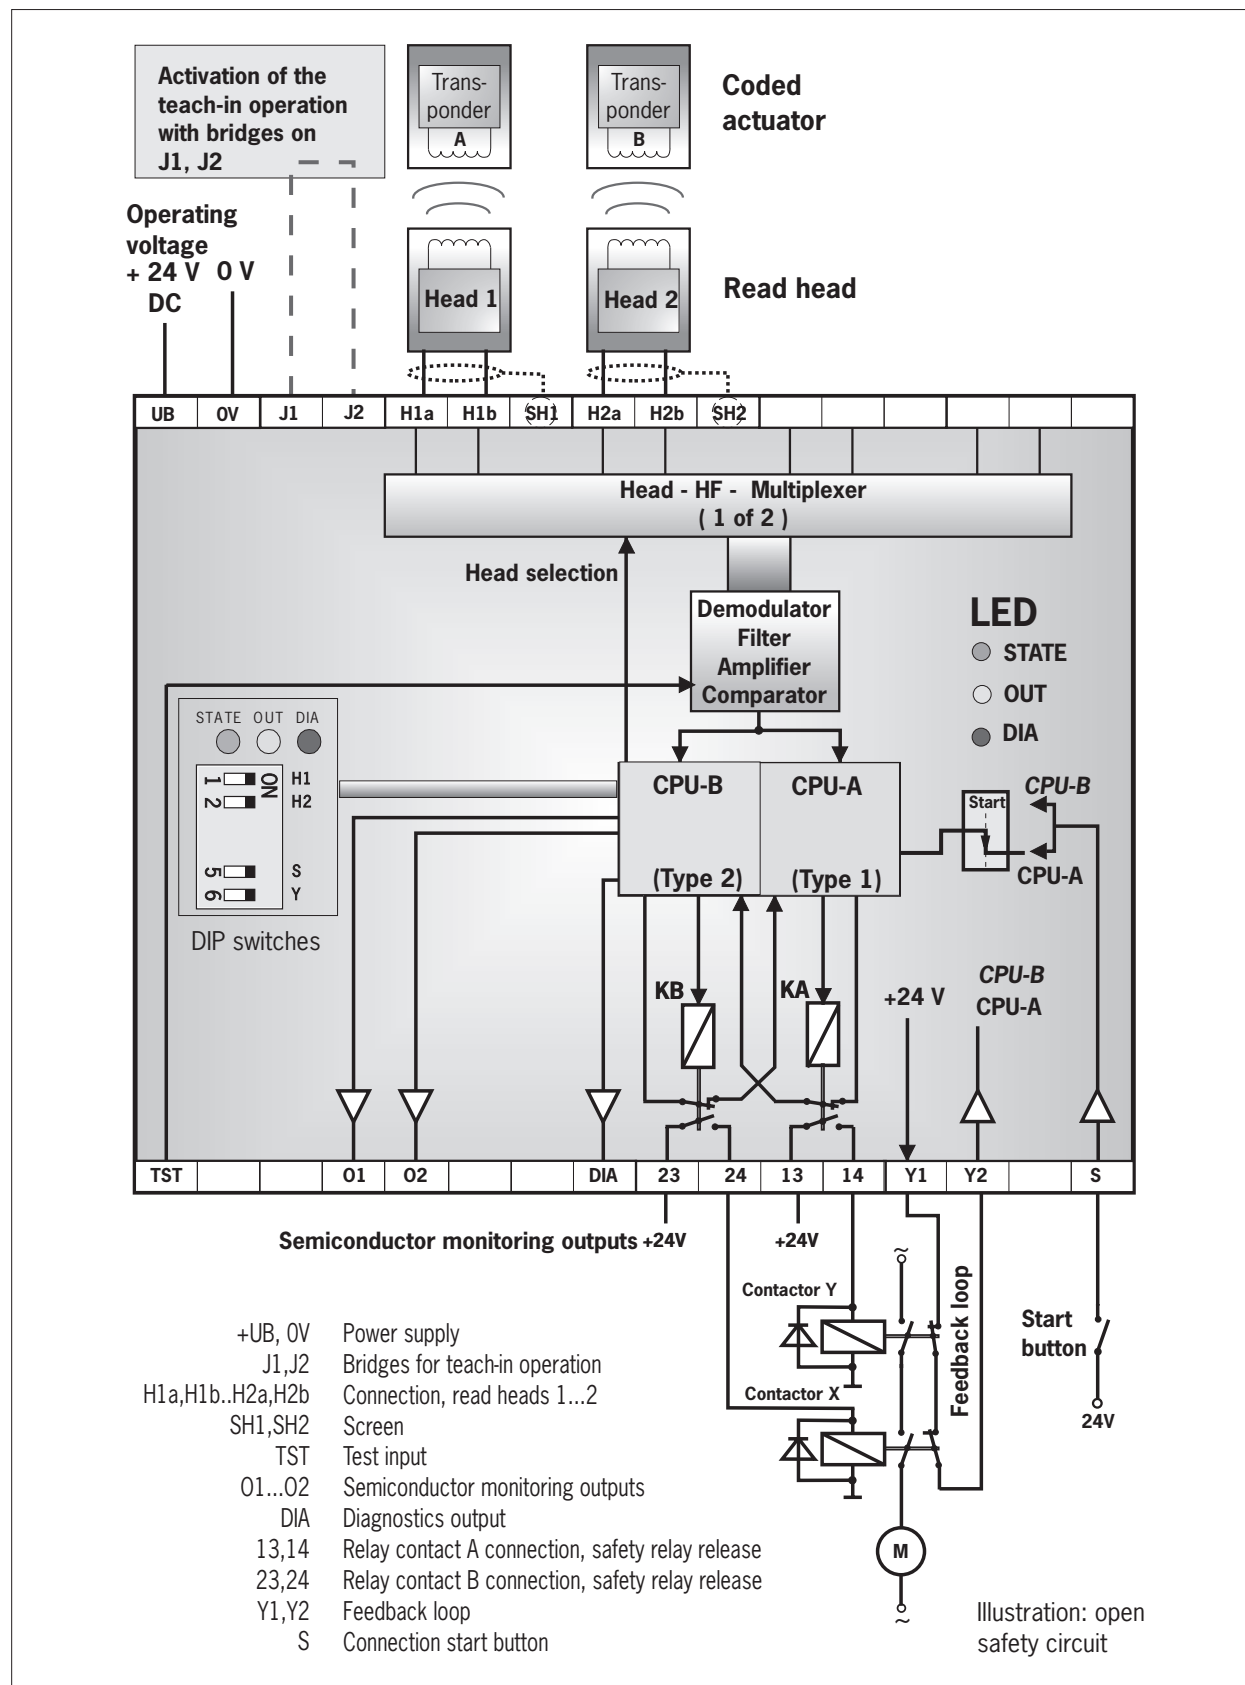 Activation of the
teach-in operation
with bridges on
J1, J2
Trans-
ponder
A
Trans-
ponder
B
Coded
actuator
Operating
voltage
+ 24 V 0 V
DC
Head 1
Head 2
Read head
UB 0V J1 J2 H1a H1b SH1 H2a H2b SH2
Head - HF - Multiplexer
( 1 of 2 )
Head selection
Demodulator
Filter
Amplifier
Comparator
LED
STATE
OUT
DIA
STATE OUT DIA
1 ON H1
2 H2
5 S
6 Y
DIP switches
CPU-B CPU-A
(Type 2) (Type 1)
Start
CPU-B
CPU-A
KB
KA
+24 V
CPU-B
CPU-A
TST O1 O2 DIA 23 24 13 14 Y1 Y2 S
Semiconductor monitoring outputs +24V
+24V
~
Contactor Y
Contactor X
Feedback loop
Start
button
24V
M
~
+UB, 0V Power supply
J1,J2 Bridges for teach-in operation
H1a,H1b..H2a,H2b Connection, read heads 1...2
SH1,SH2 Screen
TST Test input
O1...O2 Semiconductor monitoring outputs
DIA Diagnostics output
13,14 Relay contact A connection, safety relay release
23,24 Relay contact B connection, safety relay release
Y1,Y2 Feedback loop
S Connection start button
Illustration: open
safety circuit